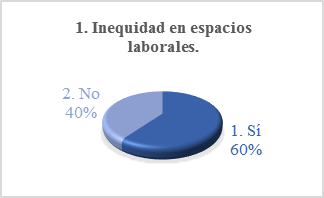 1. Inequidad en espacios
laborales.
2. No
40%
1. Sí
60%